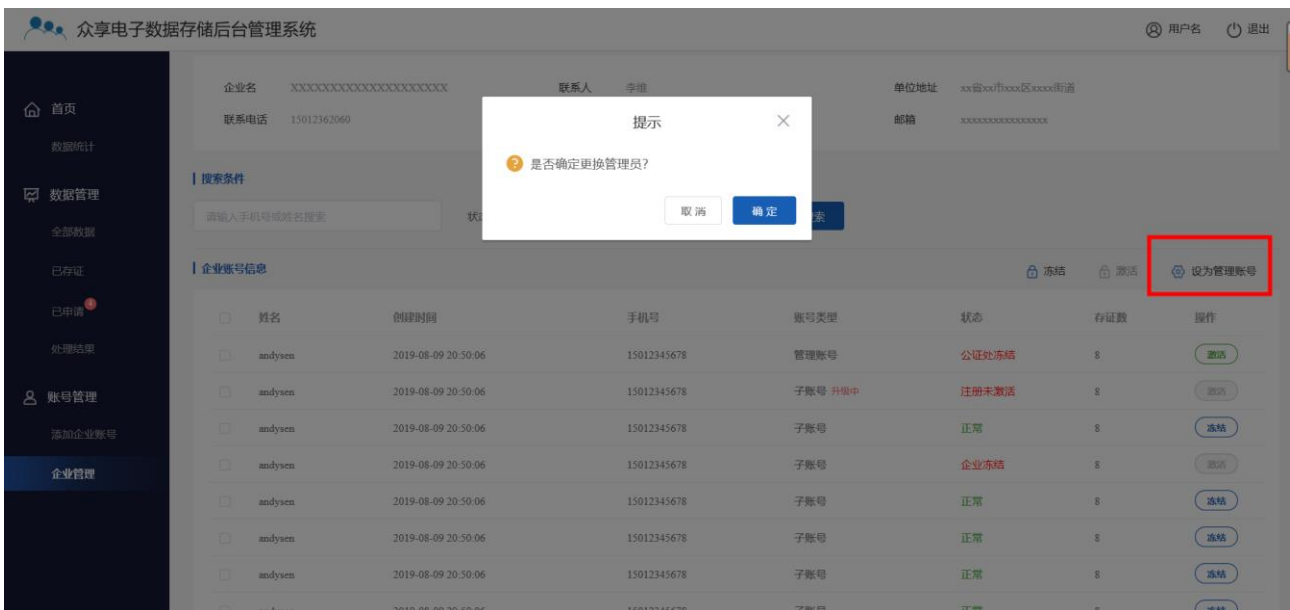 众享电子数据存储后台管理系统 用户名 退出
企业名 XXXXXXXXXXXXXXXXXXXXX 联系人 李维 单位地址 xx省xx市xxx区xxxx街道
首页
联系电话 15012362060 提示 邮箱 xxxxxxxxxxxxxxxx
数据统计
是否确定更换管理员?
搜索条件
数据管理
请输入手机号或姓名搜索 取消 确定
全部数据
已存证
企业账号信息 冻结 激活 设为管理账号
已申请
姓名 创建时间 手机号 账号类型 状态 存证数 操作
处理结果
andysen 2019-08-09 20:50:06 15012345678 管理账号 公证处冻结 8 激活
账号管理
andysen 2019-08-09 20:50:06 15012345678 子账号 升级中 注册未激活 8 激活
添加企业账号
andysen 2019-08-09 20:50:06 15012345678 子账号 正常 8 冻结
企业管理
andysen 2019-08-09 20:50:06 15012345678 子账号 企业冻结 8 激活
andysen 2019-08-09 20:50:06 15012345678 子账号 正常 8 冻结
andysen 2019-08-09 20:50:06 15012345678 子账号 正常 8 冻结
andysen 2019-08-09 20:50:06 15012345678 子账号 正常 8 冻结